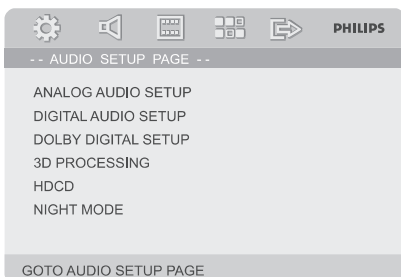 PHILIPS
-- AUDIO SETUP PAGE --
ANALOG AUDIO SETUP
DIGITAL AUDIO SETUP
DOLBY DIGITAL SETUP
3D PROCESSING
HDCD
NIGHT MODE
GOTO AUDIO SETUP PAGE